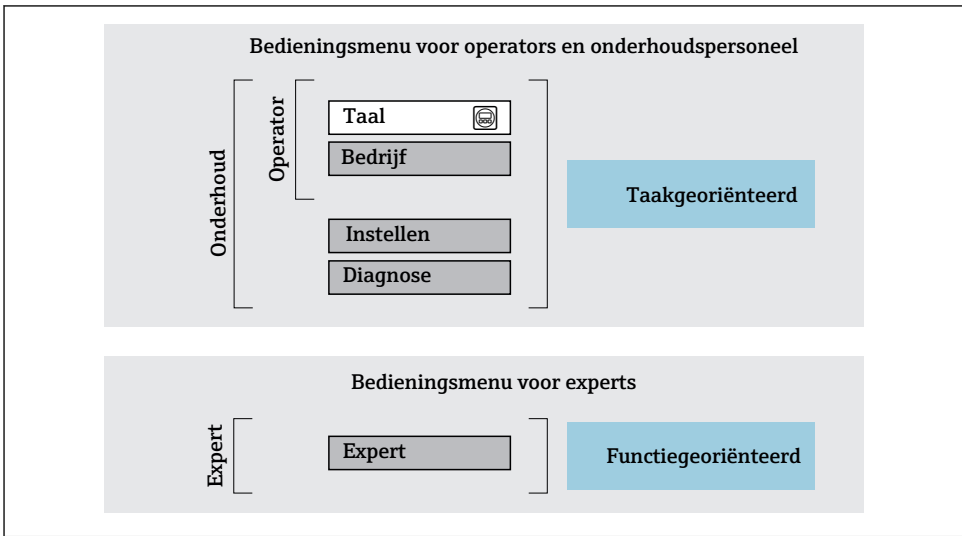 Bedieningsmenu voor operators en onderhoudspersoneel
Onderhoud
Operator
Taal
Bedrijf
Instellen
Diagnose
Taakgeoriënteerd
Bedieningsmenu voor experts
Expert
Expert
Functiegeoriënteerd